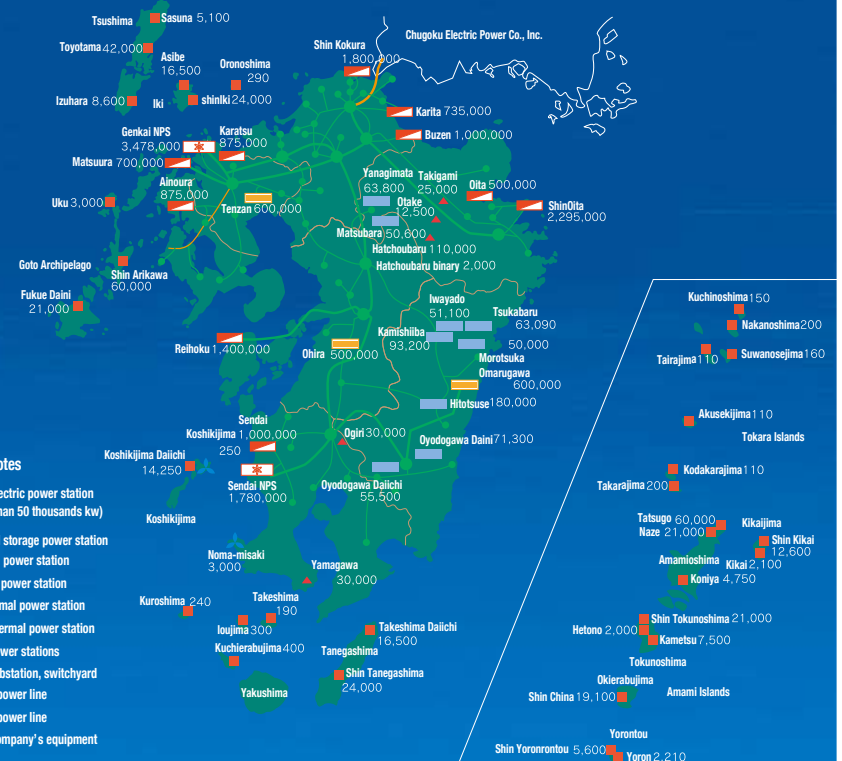 Tsushima
Sasuna 5,100
Toyotama 42,000
Asibe
16,500
Oronoshima
290
Izuhara 8,600
Iki
shinIki 24,000
Shin Kokura
1,800,000
Chugoku Electric Power Co., Inc.
Genkai NPS
3,478,000
Karatsu
875,000
Matsuura 700,000
Ainoura
875,000
Karita 735,000
Buzen 1,000,000
Uku 3,000
Tenzan 600,000
Yanagimata
63,800
Takigami
25,000
Otake
12,500
Oita 500,000
ShinOita
2,295,000
Matsubara 50,600
Hatchoubaru 110,000
Hatchoubaru binary 2,000
Goto Archipelago
Shin Arikawa
60,000
Fukue Daini
21,000
Iwayado
51,100
Tsukabaru
63,090
Kamishiiba
93,200
50,000
Morotsuka
Reihoku 1,400,000
Ohira 500,000
Omarugawa
600,000
Hitotsuse 180,000
Sendai
1,000,000
Koshikijima
250
Ogiri 30,000
Oyodogawa Daini 71,300
Koshikijima Daiichi
14,250
Sendai NPS
1,780,000
Oyodogawa Daiichi
55,500
Koshikijima
Noma-misaki
3,000
Yamagawa
30,000
Kuroshima 240
Takeshima
190
Ioujima 300
Takeshima Daiichi
16,500
Kuchierabujima 400
Tanegashima
Shin Tanegashima
24,000
Yakushima
otes
ectric power station
han 50 thousands kw)
storage power station
power station
power station
mal power station
ermal power station
wer stations
bstation, switchyard
power line
power line
ompany's equipment
Kuchinoshima 150
Nakanoshima 200
Tairajima 110
Suwanosejima 160
Akusekijima 110
Tokara Islands
Kodakarajima 110
Takarajima 200
Tatsugo 60,000
Naze 21,000
Kikaijima
Shin Kikai
12,600
Kikai 2,100
Amamioshima
Koniya 4,750
Shin Tokunoshima 21,000
Hetono 2,000
Kametsu 7,500
Tokunoshima
Okierabujima
Shin China 19,100
Amami Islands
Yorontou
Shin Yoronrontou 5,600
Yoron 2,210